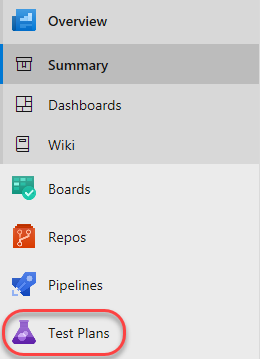 Overview
Summary
Dashboards
Wiki
Boards
Repos
Pipelines
Test Plans